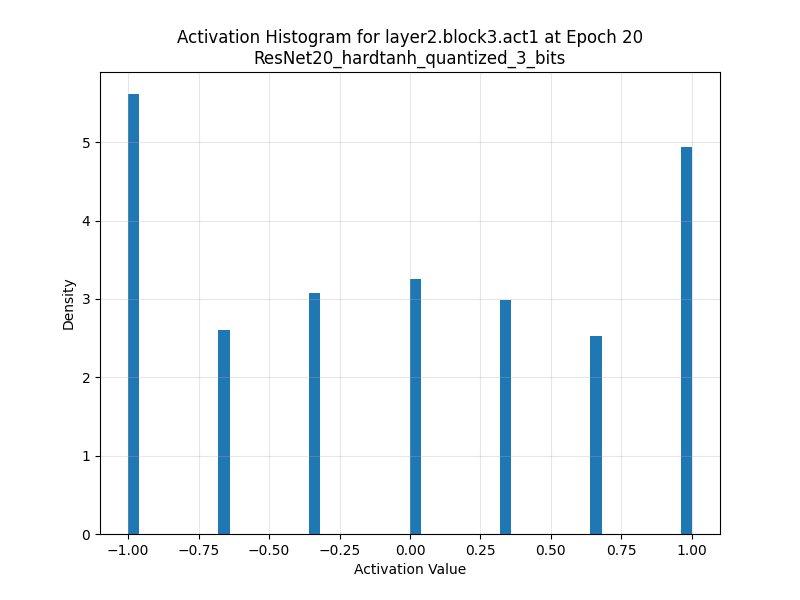 Activation Histogram for layer2.block3.act1 at Epoch 20
ResNet20_hardtanh_quantized_3_bits
Density
5
4
3
2
1
0
−1.00 −0.75 −0.50 −0.25 0.00 0.25 0.50 0.75 1.00
Activation Value